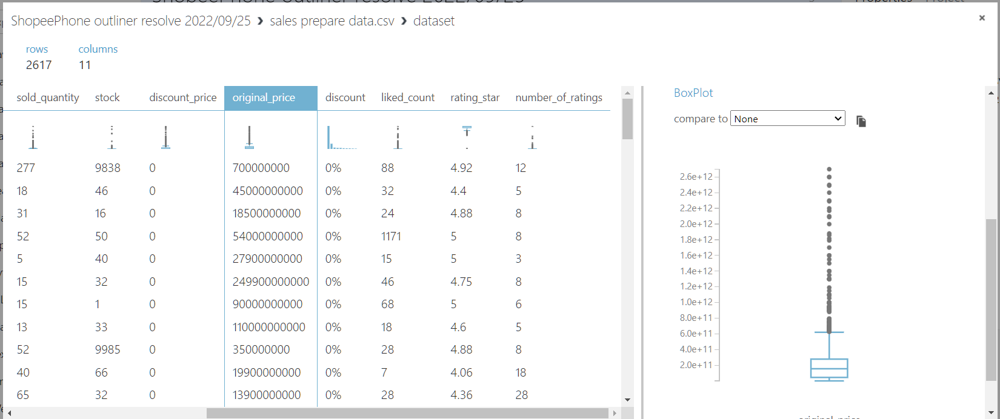 ShopeePhone outliner resolve 2022/09/25 › sales prepare data.csv › dataset
rows columns
2617 11
sold_quantity stock discount_price original_price discount liked_count rating_star number_of_ratings
277 9838 0 700000000 0% 88 4.92 12
18 46 0 45000000000 0% 32 4.4 5
31 16 0 18500000000 0% 24 4.88 8
52 50 0 54000000000 0% 1171 5 8
5 40 0 27900000000 0% 15 5 3
15 32 0 249900000000 0% 46 4.75 8
15 1 0 90000000000 0% 68 5 6
13 33 0 110000000000 0% 18 4.6 5
52 9985 0 350000000 0% 28 4.88 8
40 66 0 19900000000 0% 7 4.06 18
65 32 0 13900000000 0% 28 4.36 28
BoxPlot
compare to None
2.6e+12
2.4e+12
2.2e+12
2.0e+12
1.8e+12
1.6e+12
1.4e+12
1.2e+12
1.0e+12
8.0e+11
6.0e+11
4.0e+11
2.0e+11
original_price